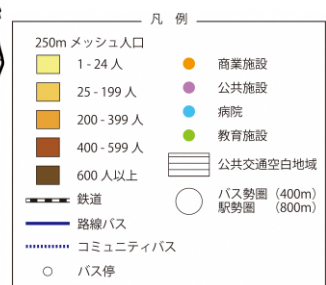 凡 例
250m メッシュ人口
1 - 24 人
25 - 199 人
200 - 399 人
400 - 599 人
600 人以上
鉄道
路線バス
コミュニティバス
バス停
商業施設
公共施設
病院
教育施設
公共交通空白地域
バス勢圏（400m）
駅勢圏（800m）